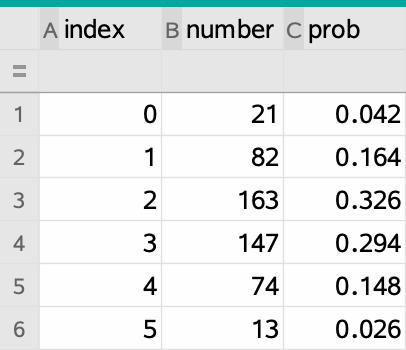 A index B number C prob
=
1 0 21 0.042
2 1 82 0.164
3 2 163 0.326
4 3 147 0.294
5 4 74 0.148
6 5 13 0.026